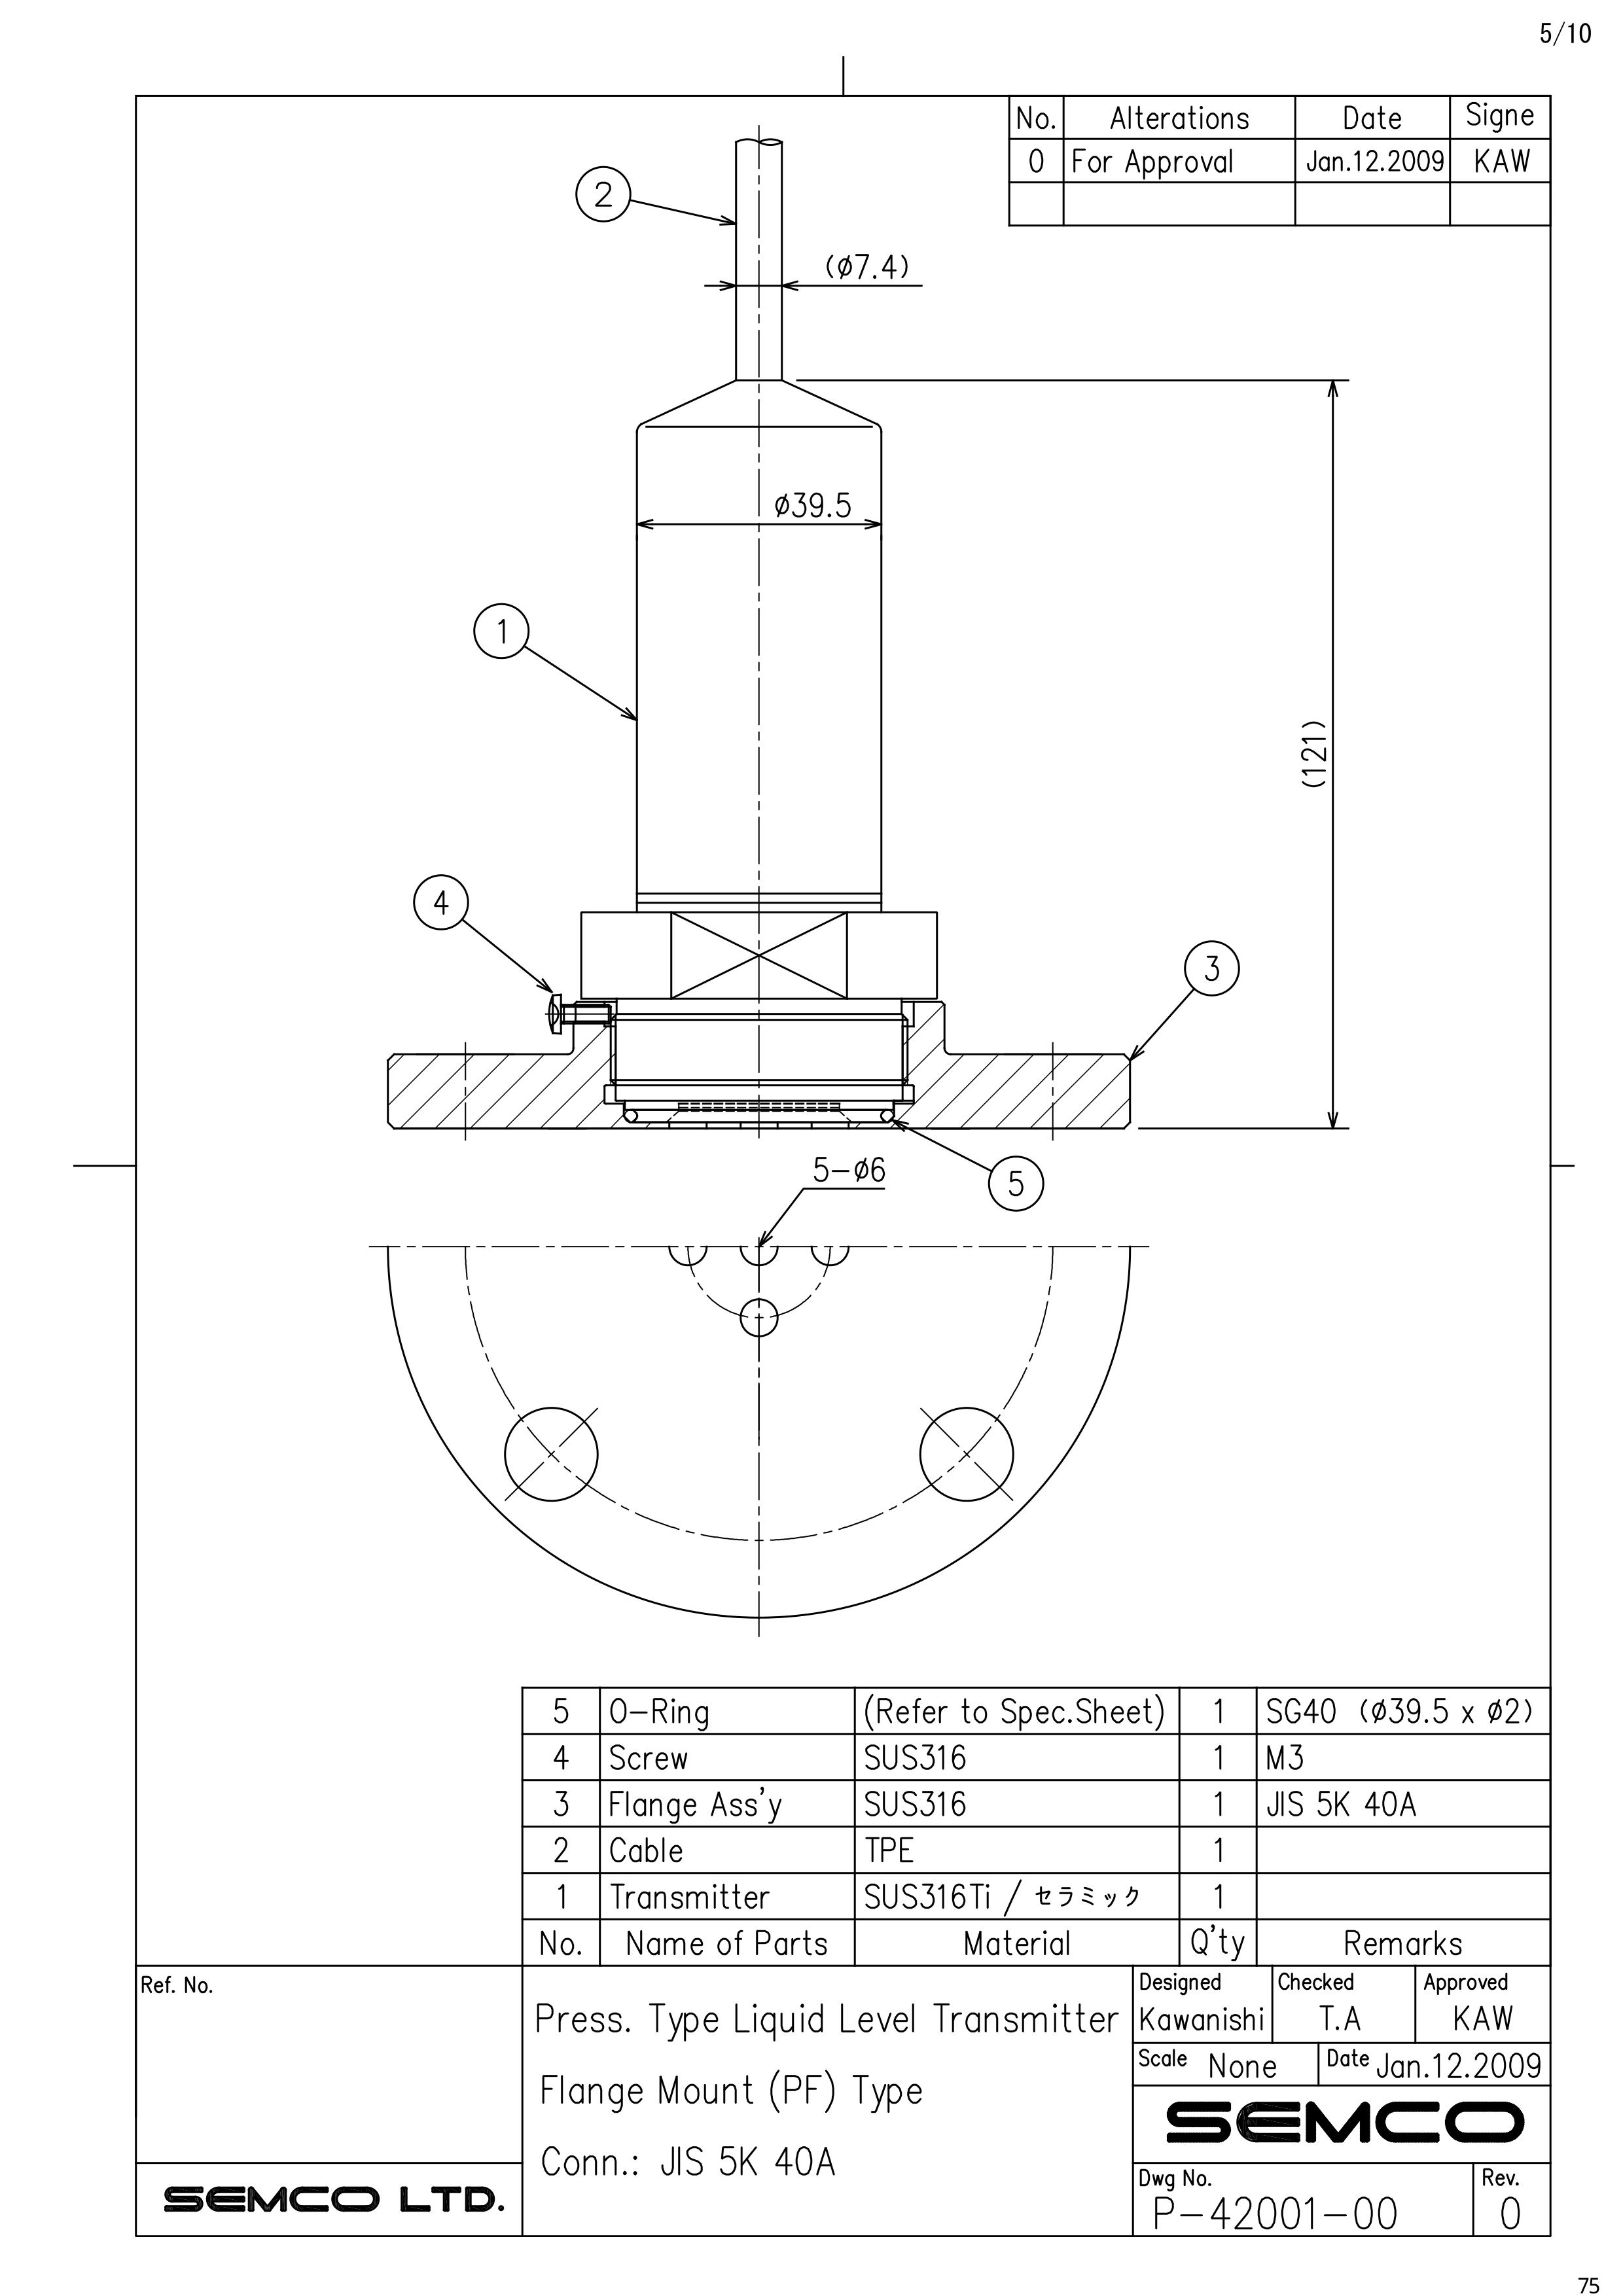 5/10
No. Alterations Date Signe
0 For Approval Jan.12.2009 KAW
2
(ø7.4)
ø39.5
1
(121)
4
3
5-ø6
5
5 O-Ring (Refer to Spec.Sheet) 1 SG40 (ø39.5 x ø2)
4 Screw SUS316 1 M3
3 Flange Ass'y SUS316 1 JIS 5K 40A
2 Cable TPE 1
1 Transmitter SUS316Ti / セラミック 1
No. Name of Parts Material Q'ty Remarks
Ref. No.
Press. Type Liquid Level Transmitter
Flange Mount (PF) Type
Conn.: JIS 5K 40A
Designed Checked Approved
Kawanishi T.A KAW
Scale None Date Jan.12.2009
SEMCO
SEMCO LTD.
Dwg No. Rev.
P-42001-00 0
75